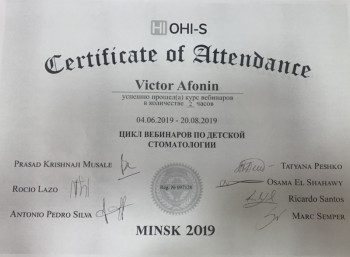 OHI-S
Certificate of Attendance
Victor Afonin
успешно прошел(а) курс вебинаров
в количестве 2 часов
04.06.2019 - 20.08.2019
ЦИКЛ ВЕБИНАРОВ ПО ДЕТСКОЙ
СТОМАТОЛОГИИ
PRASAD KRISHNAJI MUSALE
TATYANA PESHKO
ROCIO LAZO
OSAMA EL SHAHAWY
Ricardo Santos
ANTONIO PEDRO SILVA
MARC SEMPER
MINSK 2019